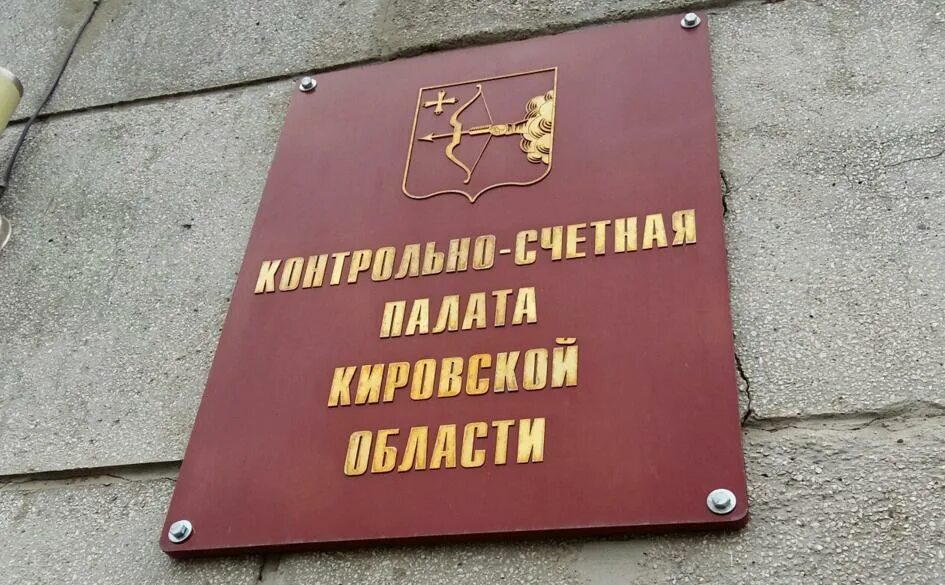 КОНТРОЛЬНО-СЧЕТНАЯ
ПАЛАТА
КИРОВСКОЙ
ОБЛАСТИ